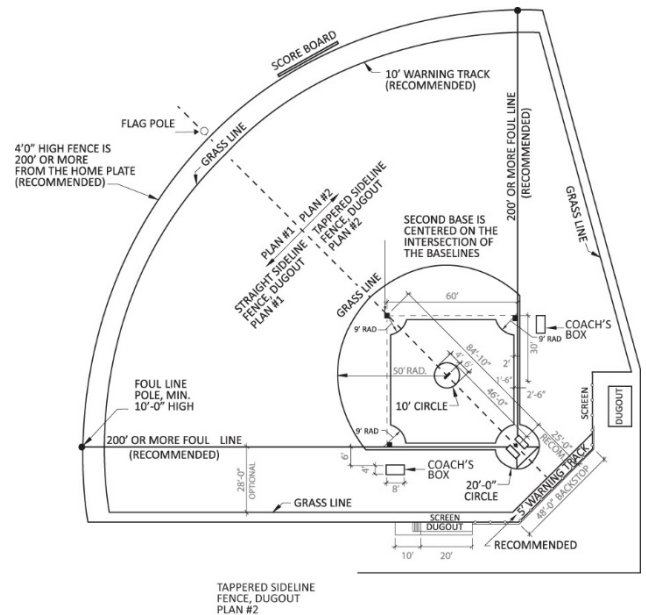 SCORE BOARD
10' WARNING TRACK
(RECOMMENDED)
FLAG POLE
GRASS LINE
4'0" HIGH FENCE IS
200' OR MORE
FROM THE HOME PLATE
(RECOMMENDED)
200' OR MORE FOUL LINE
(RECOMMENDED)
GRASS LINE
PLAN #1
PLAN #2
STRAIGHT SIDELINE
FENCE, DUGOUT
PLAN #1
TAPPERED SIDELINE
FENCE, DUGOUT
PLAN #2
SECOND BASE IS
CENTERED ON THE
INTERSECTION OF
THE BASELINES
GRASS LINE
60'
9' RAD
COACH'S
BOX
9' RAD
30'
84'-10"
2'
4'
6'
1'-6"
2'-6"
50' RAD.
46'-0"
10' CIRCLE
FOUL LINE
POLE, MIN.
10'-0" HIGH
SCREEN
DUGOUT
9' RAD
25'-0"
RECOM.
200' OR MORE FOUL LINE
(RECOMMENDED)
6'
4'
8'
COACH'S
BOX
20'-0"
CIRCLE
28'-0"
OPTIONAL
5' WARNING TRACK
48'-0" BACKSTOP
GRASS LINE
SCREEN
DUGOUT
RECOMMENDED
10'
20'
TAPPERED SIDELINE
FENCE, DUGOUT
PLAN #2